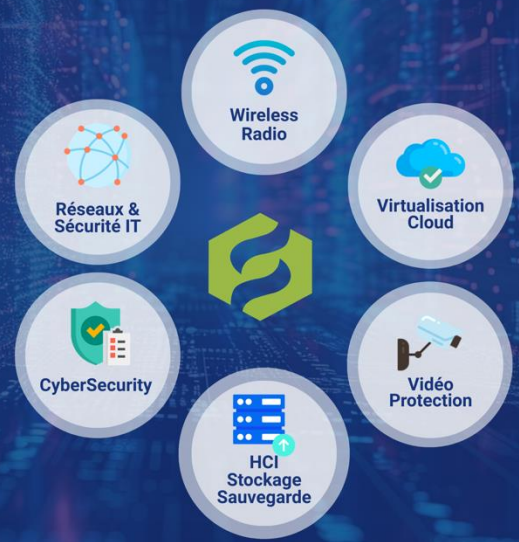 Wireless
Radio
Réseaux &
Sécurité IT
Virtualisation
Cloud
CyberSecurity
Vidéo
Protection
HCI
Stockage
Sauvegarde